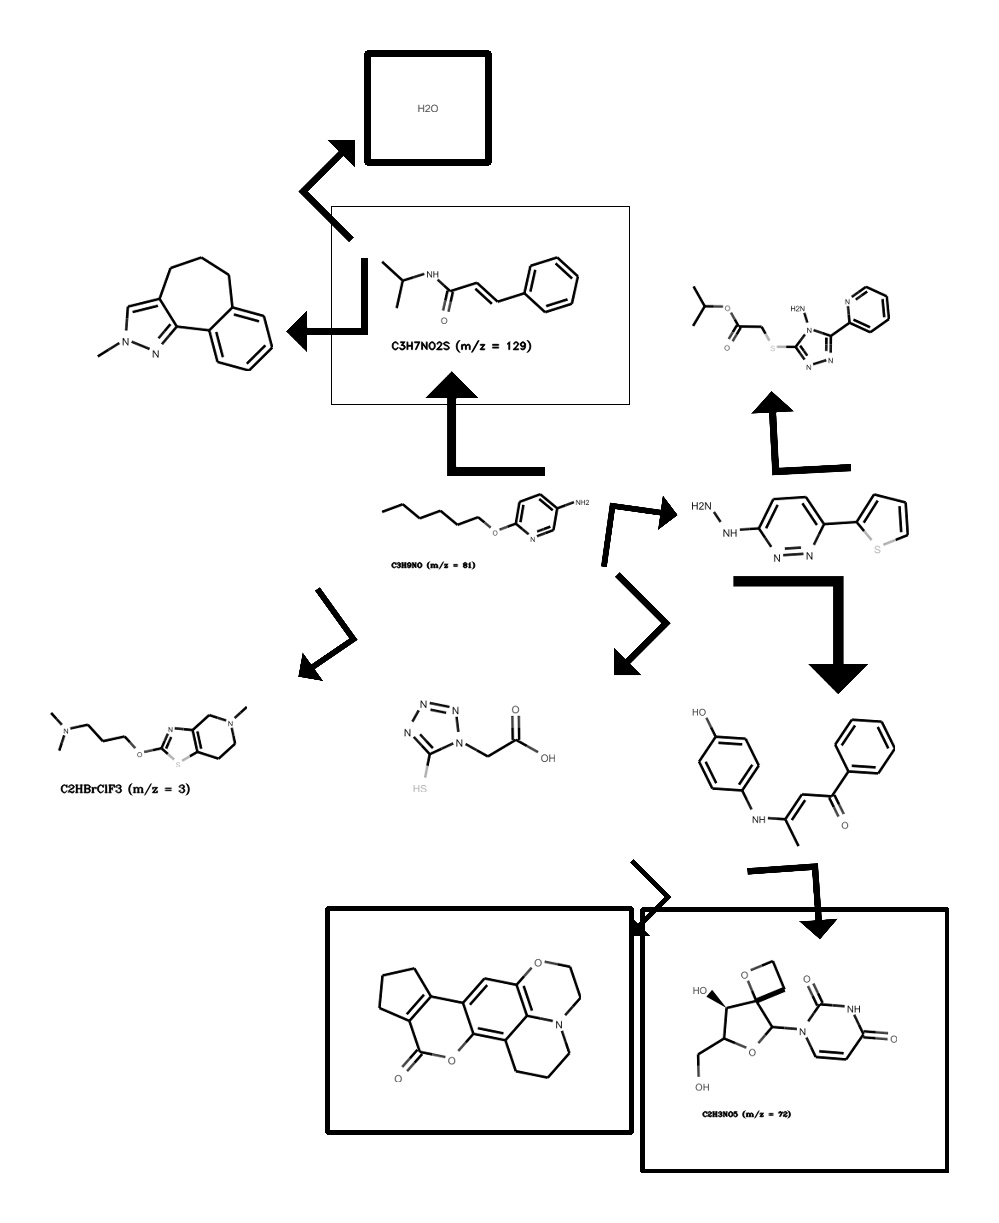 H2O
NH
O
C3H7NO2S (m/z = 129)
N
N
O
O
S
H2N
N
N
N
N
NH2
O
N
C3H9NO (m/z = 81)
H2N
NH
N
N
S
N
O
N
S
N
C2HBrClF3 (m/z = 3)
N
N
N
N
HS
O
OH
HO
NH
O
O
N
O
O
HO
O
O
OH
N
O
NH
O
C2H3NO5 (m/z = 72)